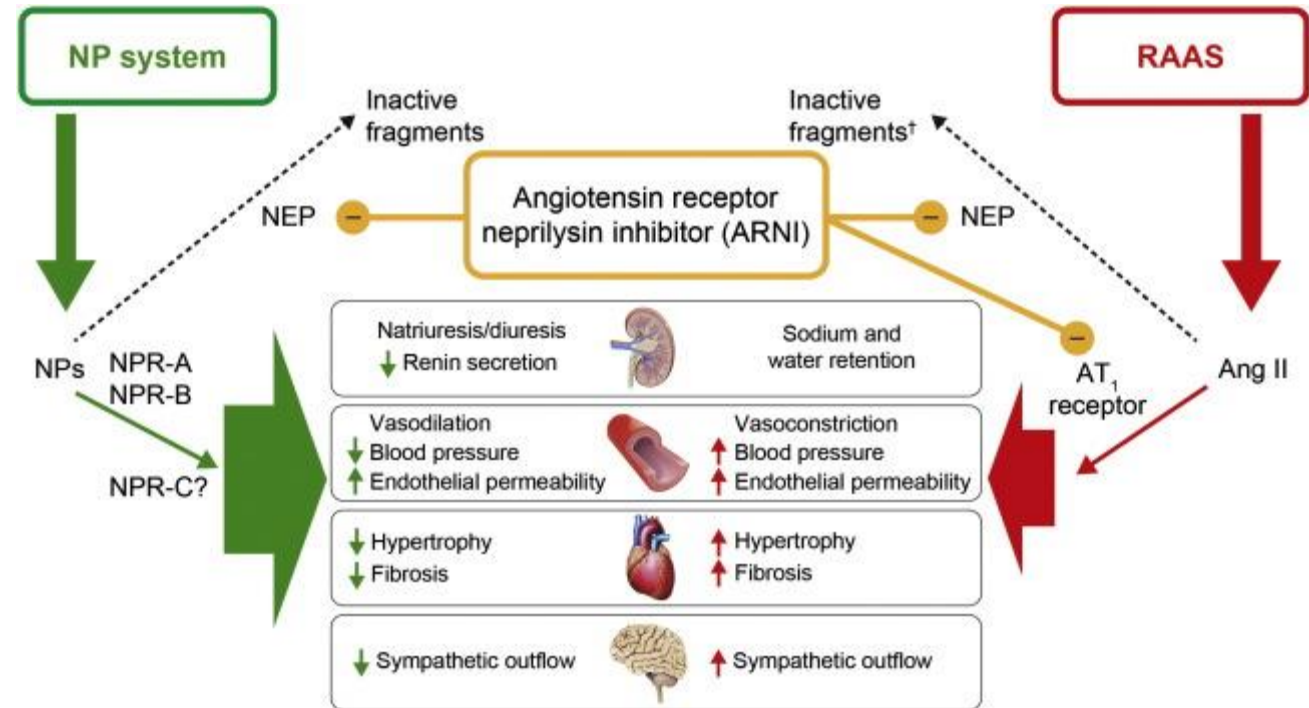 NP system
RAAS
Inactive
fragments
Inactive
fragments†
Angiotensin receptor
neprilysin inhibitor (ARNI)
NEP
−
−
NEP
−
NPs
NPR-A
NPR-B
NPR-C?
AT₁
receptor
Ang II
Natriuresis/diuresis
↓ Renin secretion
Sodium and
water retention
Vasodilation
↓ Blood pressure
↑ Endothelial permeability
Vasoconstriction
↑ Blood pressure
↑ Endothelial permeability
↓ Hypertrophy
↓ Fibrosis
↑ Hypertrophy
↑ Fibrosis
↓ Sympathetic outflow
↑ Sympathetic outflow